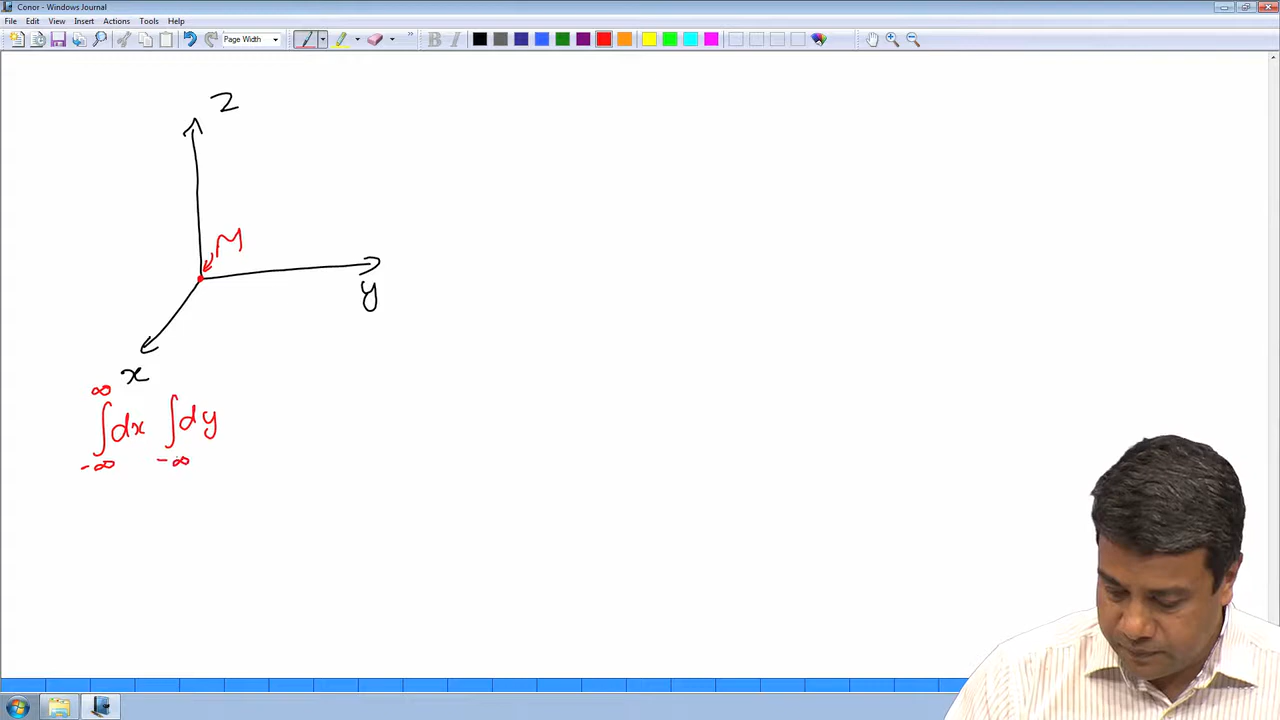 Conor - Windows Journal
File Edit View Insert Actions Tools Help
Page Width B I
z
M
y
x
∞
∫dx ∫dy
-∞ -∞